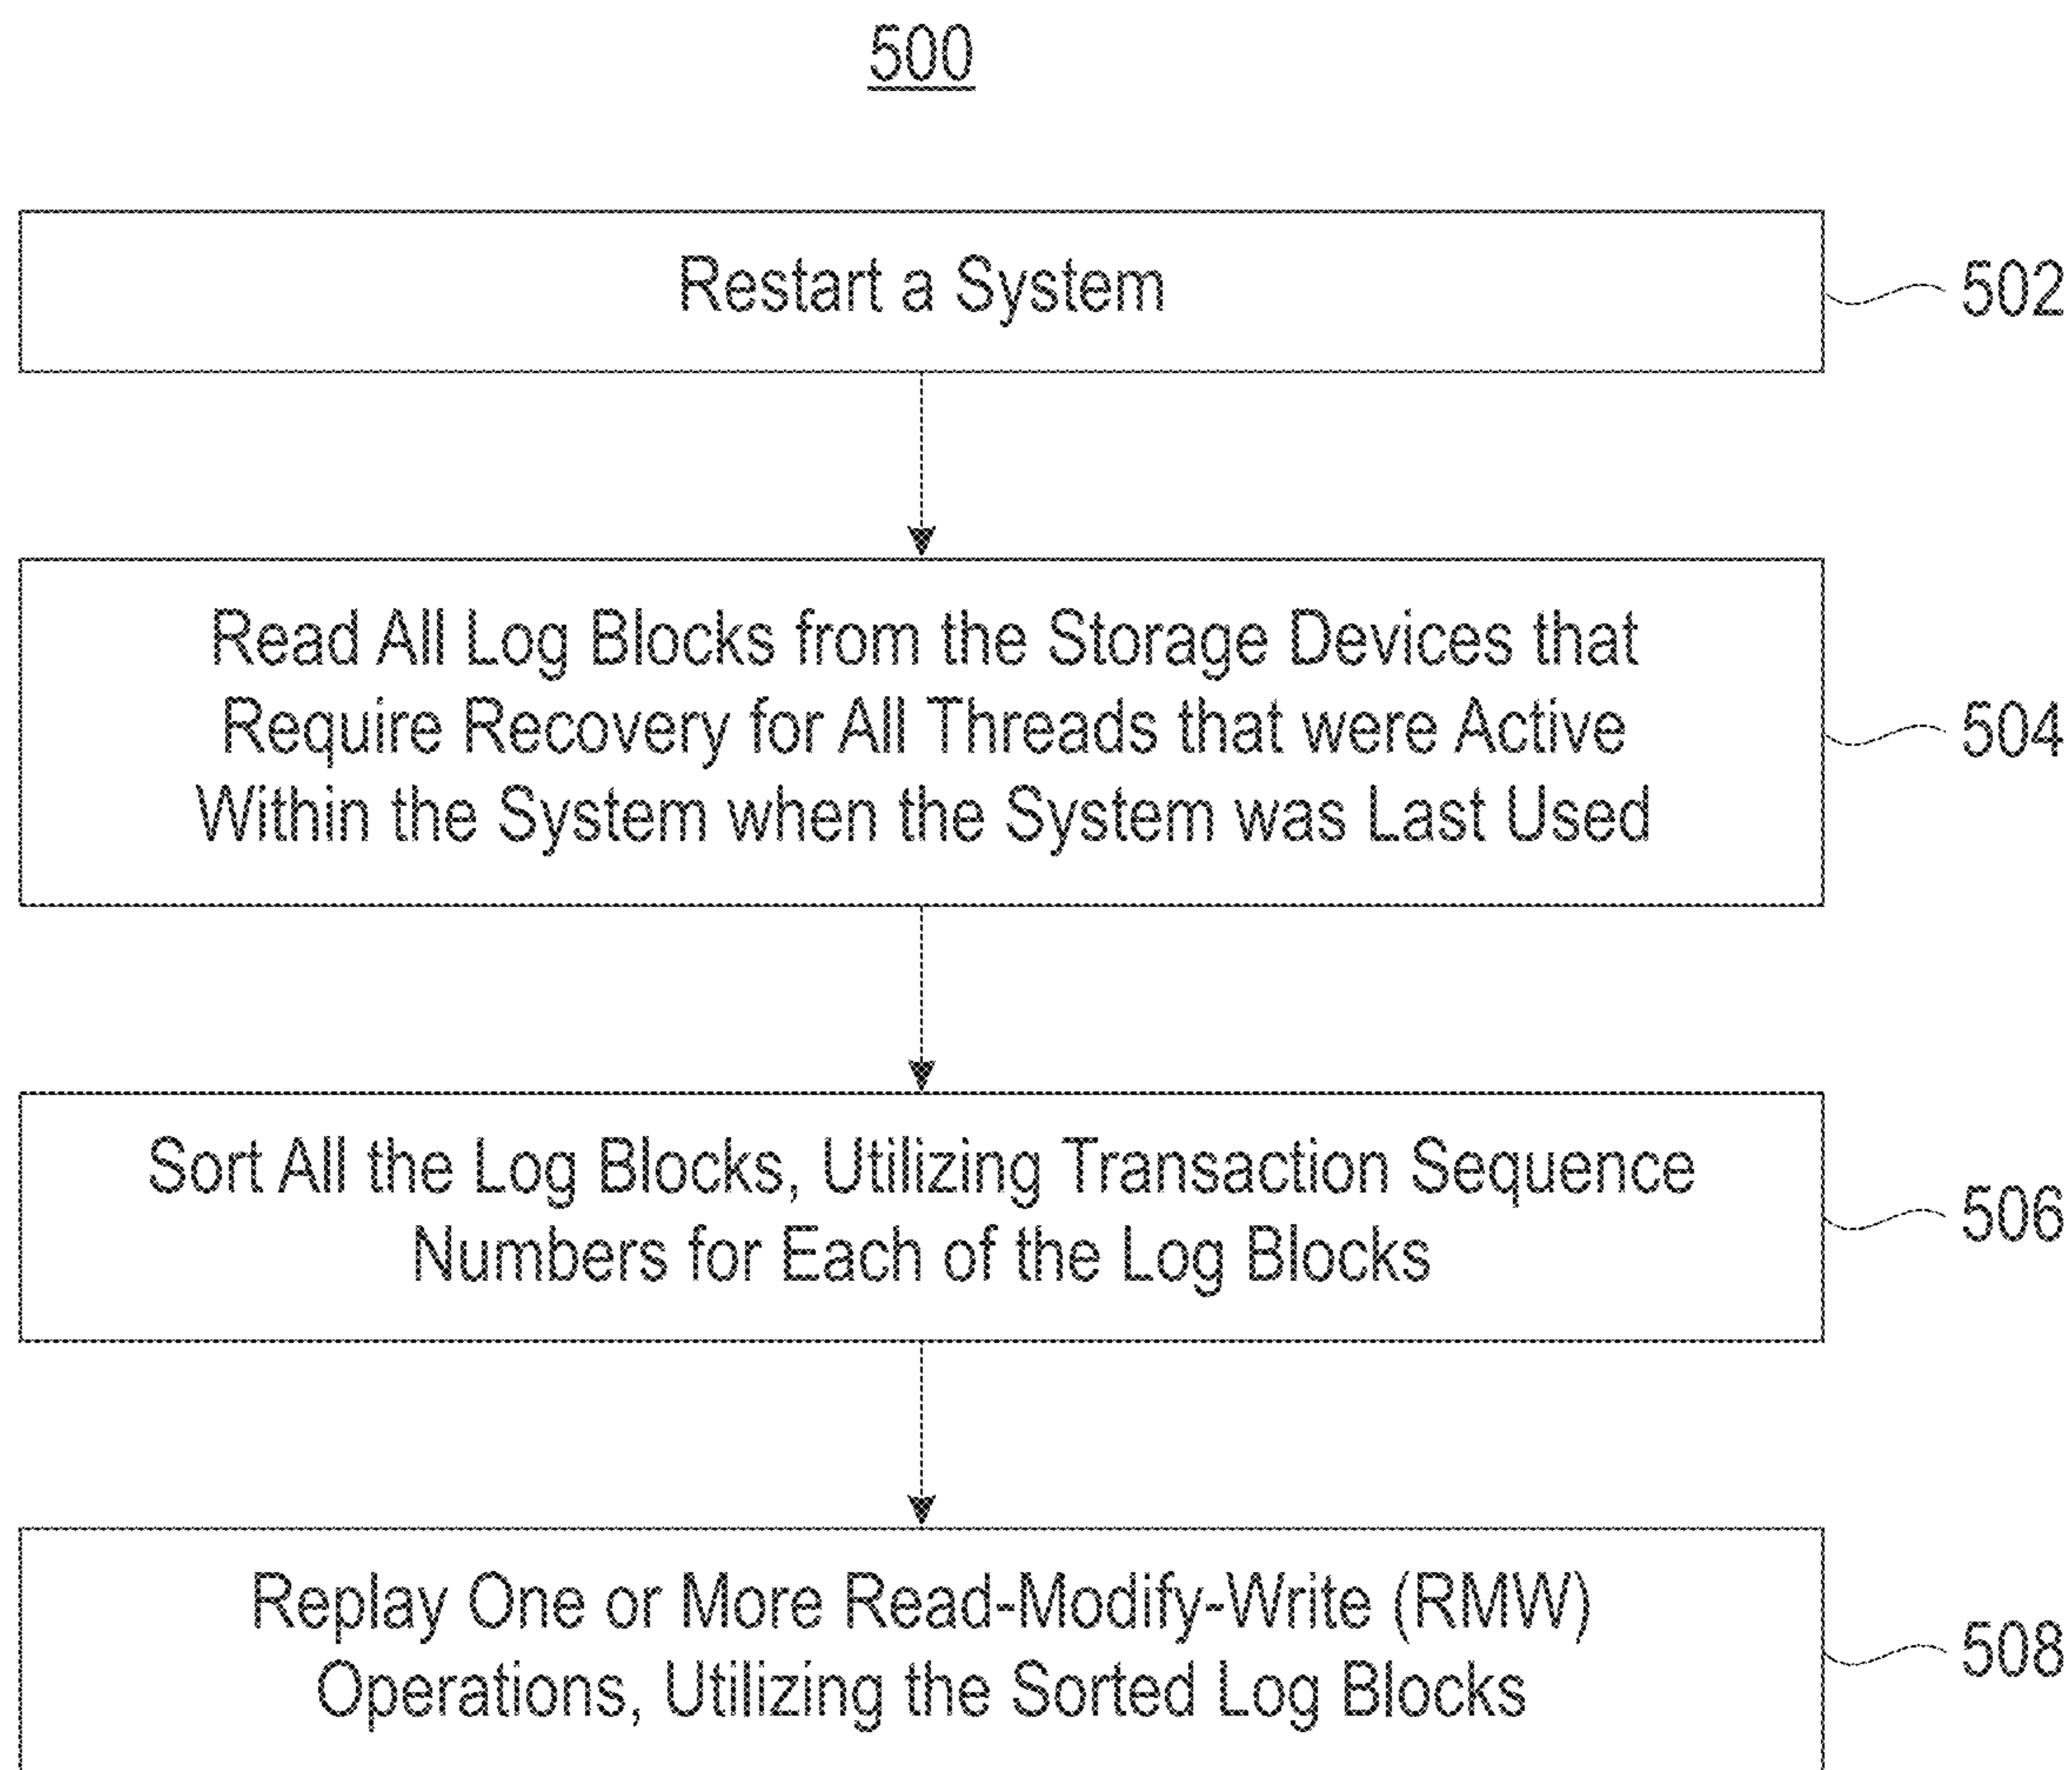 500
Restart a System
502
Read All Log Blocks from the Storage Devices that
Require Recovery for All Threads that were Active
Within the System when the System was Last Used
504
Sort All the Log Blocks, Utilizing Transaction Sequence
Numbers for Each of the Log Blocks
506
Replay One or More Read-Modify-Write (RMW)
Operations, Utilizing the Sorted Log Blocks
508